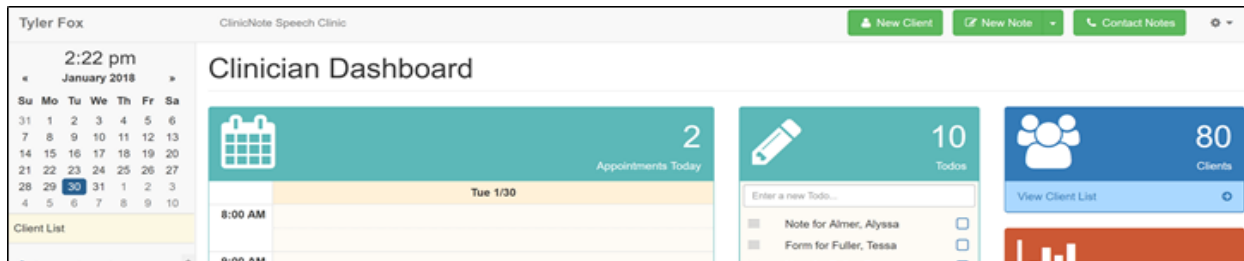 Tyler Fox
ClinicNote Speech Clinic
New Client
New Note
Contact Notes
2:22 pm
« January 2018 »
Su Mo Tu We Th Fr Sa
31 1 2 3 4 5 6
7 8 9 10 11 12 13
14 15 16 17 18 19 20
21 22 23 24 25 26 27
28 29 30 31 1 2 3
4 5 6 7 8 9 10
Client List
Clinician Dashboard
2
Appointments Today
Tue 1/30
8:00 AM
9:00 AM
10
Todos
Enter a new Todo...
Note for Almer, Alyssa
Form for Fuller, Tessa
80
Clients
View Client List